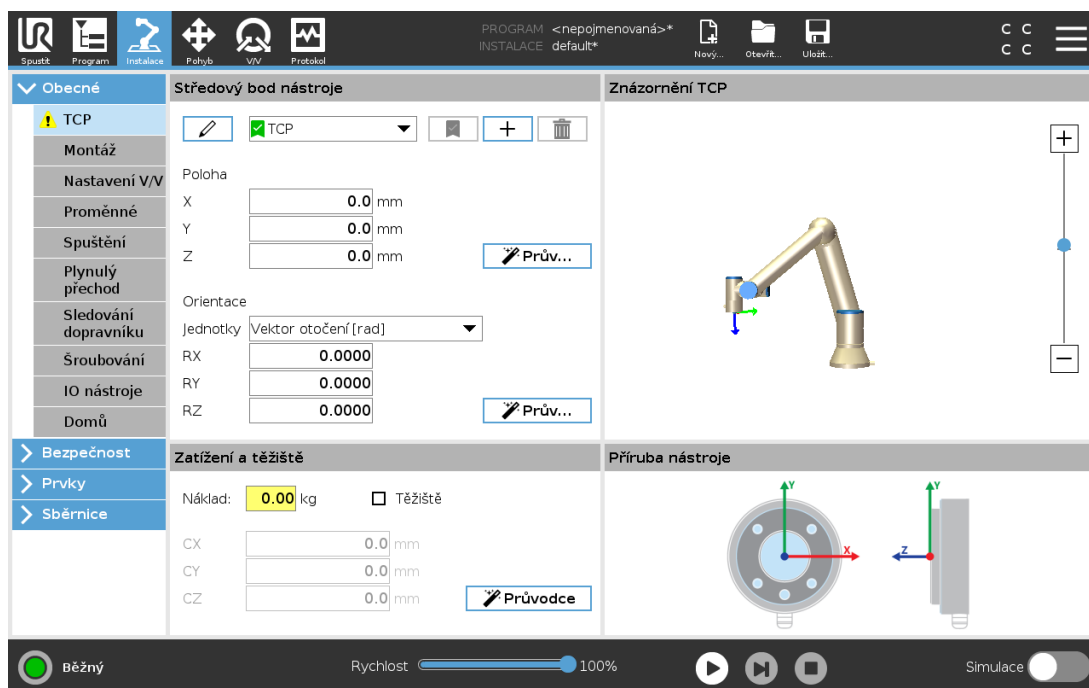 UR
PROGRAM <nepojmenovaná>*
INSTALACE default*
C C
C C
Spustit Program Instalace Pohyb V/V Protokol Nový... Otevřít... Uložit...
Obecné
TCP
Montáž
Nastavení V/V
Proměnné
Spuštění
Plynulý
přechod
Sledování
dopravníku
Šroubování
IO nástroje
Domů
Bezpečnost
Prvky
Sběrnice
Středový bod nástroje
TCP
Poloha
X 0.0 mm
Y 0.0 mm
Z 0.0 mm Prův...
Orientace
Jednotky Vektor otočení [rad]
RX 0.0000
RY 0.0000
RZ 0.0000 Prův...
Znázornění TCP
Zatížení a těžiště
Náklad: 0.00 kg Těžiště
CX 0.0 mm
CY 0.0 mm
CZ 0.0 mm Průvodce
Příruba nástroje
Y Y
X Z
Běžný Rychlost 100% Simulace